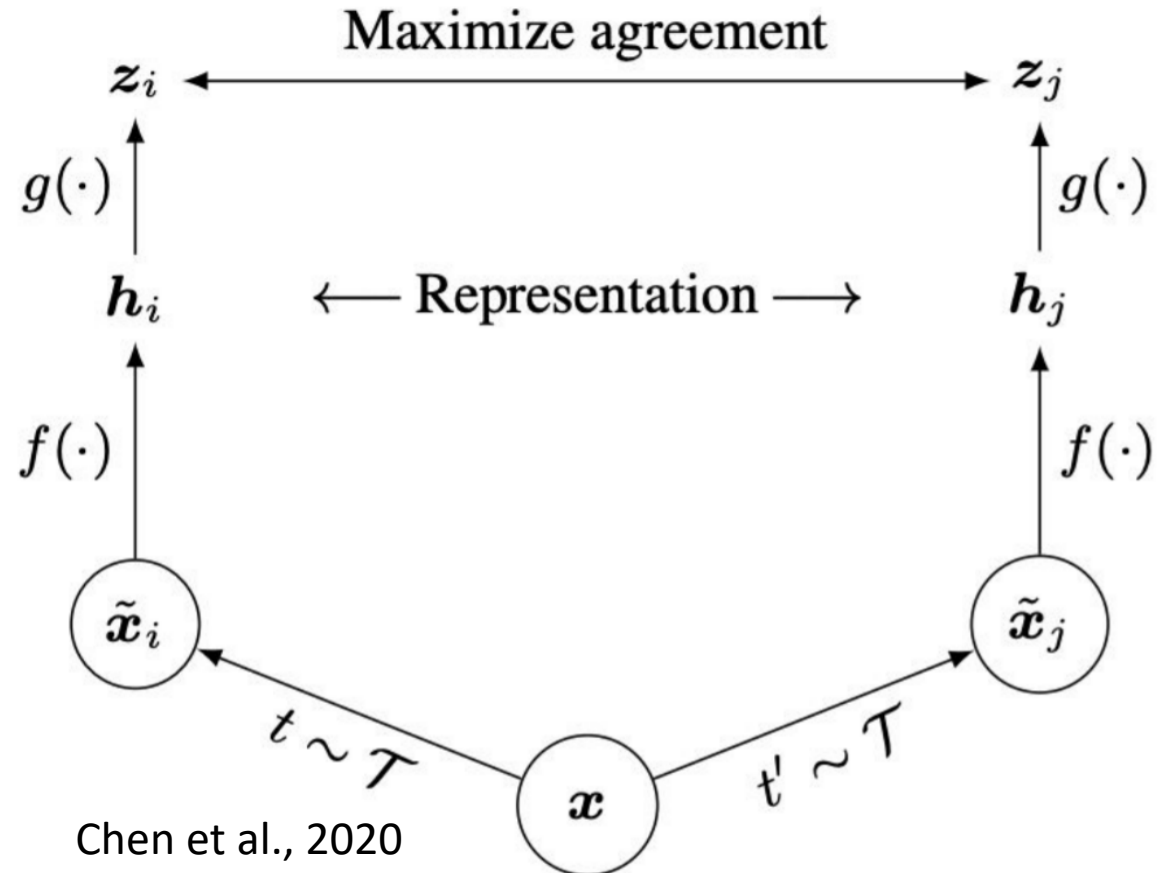 Maximize agreement
z_i z_j
g(·) g(·)
h_i ← Representation → h_j
f(·) f(·)
x̃_i x̃_j
t ~ 𝒯 t′ ~ 𝒯
x
Chen et al., 2020